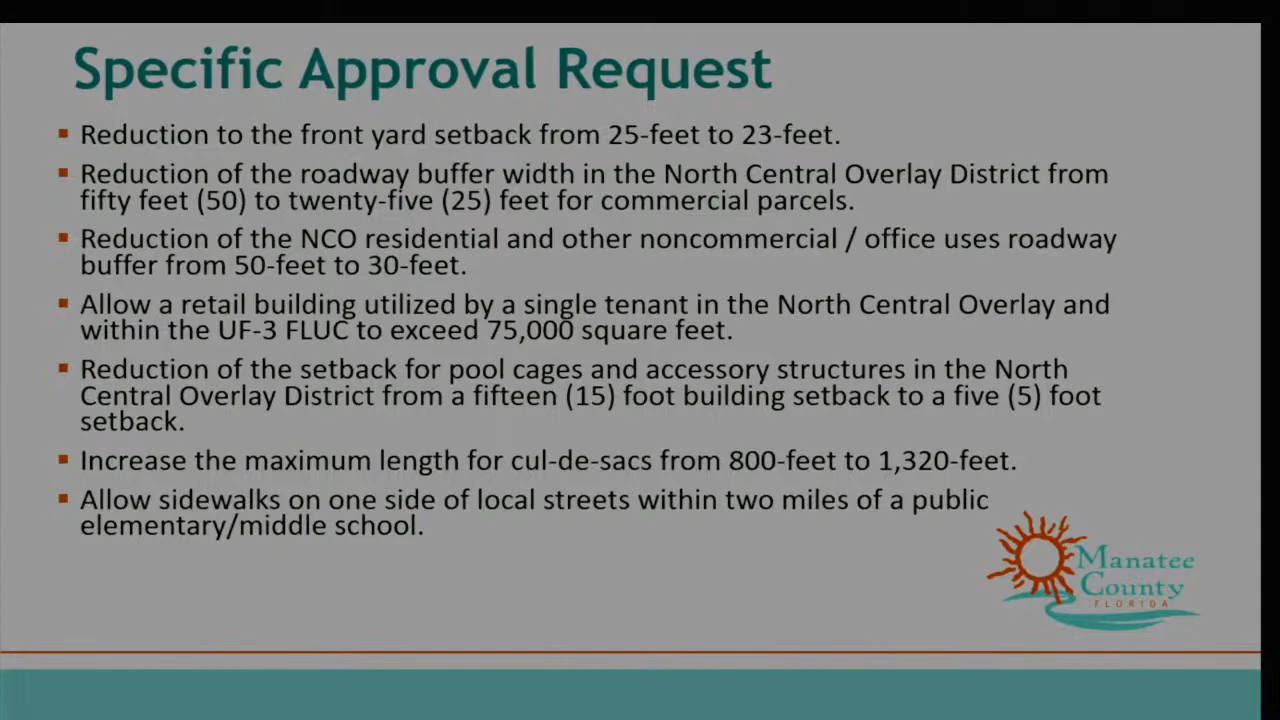 Specific Approval Request
Reduction to the front yard setback from 25-feet to 23-feet.
Reduction of the roadway buffer width in the North Central Overlay District from
fifty feet (50) to twenty-five (25) feet for commercial parcels.
Reduction of the NCO residential and other noncommercial / office uses roadway
buffer from 50-feet to 30-feet.
Allow a retail building utilized by a single tenant in the North Central Overlay and
within the UF-3 FLUC to exceed 75,000 square feet.
Reduction of the setback for pool cages and accessory structures in the North
Central Overlay District from a fifteen (15) foot building setback to a five (5) foot
setback.
Increase the maximum length for cul-de-sacs from 800-feet to 1,320-feet.
Allow sidewalks on one side of local streets within two miles of a public
elementary/middle school.
Manatee
County
FLORIDA